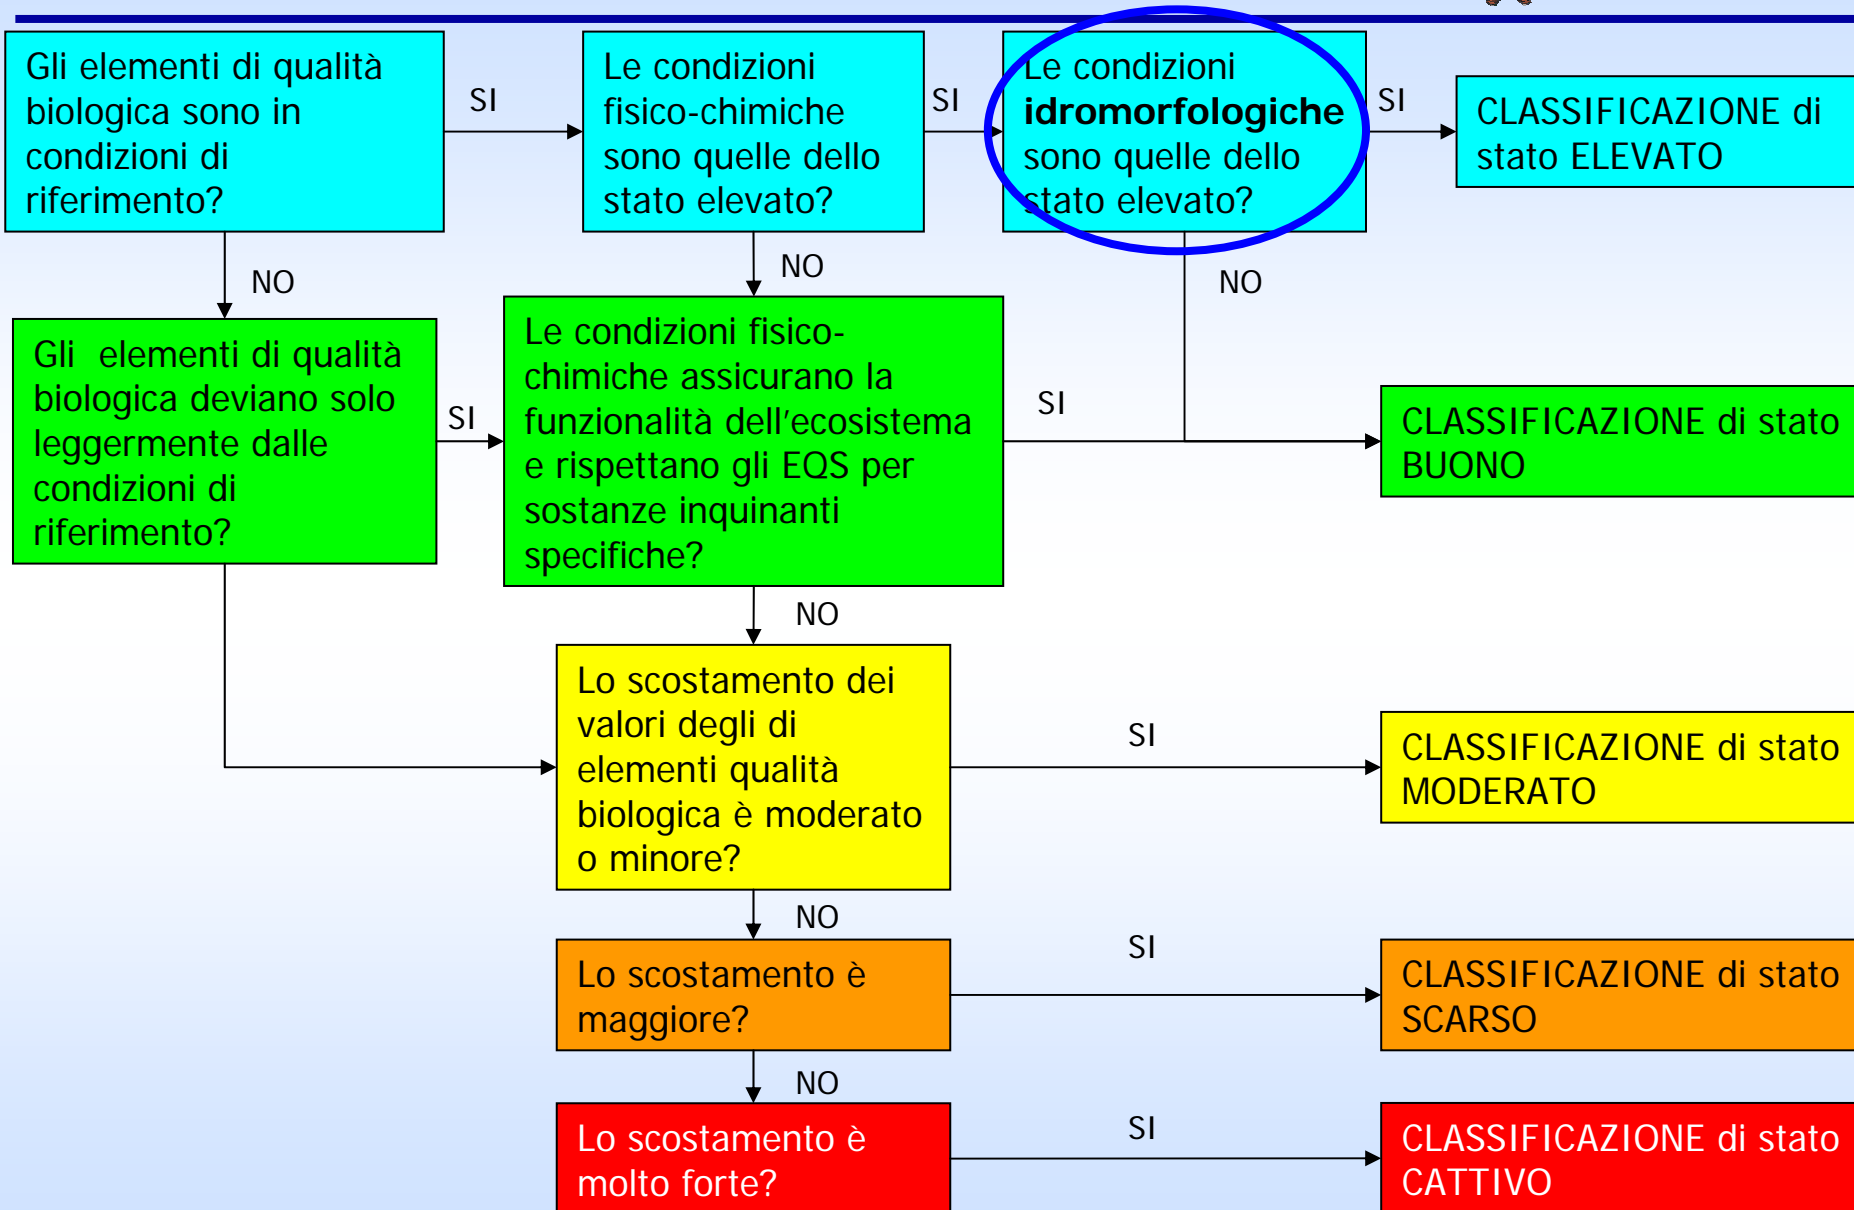 Gli elementi di qualità
biologica sono in
condizioni di
riferimento?
SI
Le condizioni
fisico-chimiche
sono quelle dello
stato elevato?
SI
Le condizioni
idromorfologiche
sono quelle dello
stato elevato?
SI
CLASSIFICAZIONE di
stato ELEVATO
NO
NO
NO
Gli elementi di qualità
biologica deviano solo
leggermente dalle
condizioni di
riferimento?
SI
Le condizioni fisico-
chimiche assicurano la
funzionalità dell'ecosistema
e rispettano gli EQS per
sostanze inquinanti
specifiche?
SI
CLASSIFICAZIONE di stato
BUONO
NO
Lo scostamento dei
valori degli di
elementi qualità
biologica è moderato
o minore?
SI
CLASSIFICAZIONE di stato
MODERATO
NO
Lo scostamento è
maggiore?
SI
CLASSIFICAZIONE di stato
SCARSO
NO
Lo scostamento è
molto forte?
SI
CLASSIFICAZIONE di stato
CATTIVO